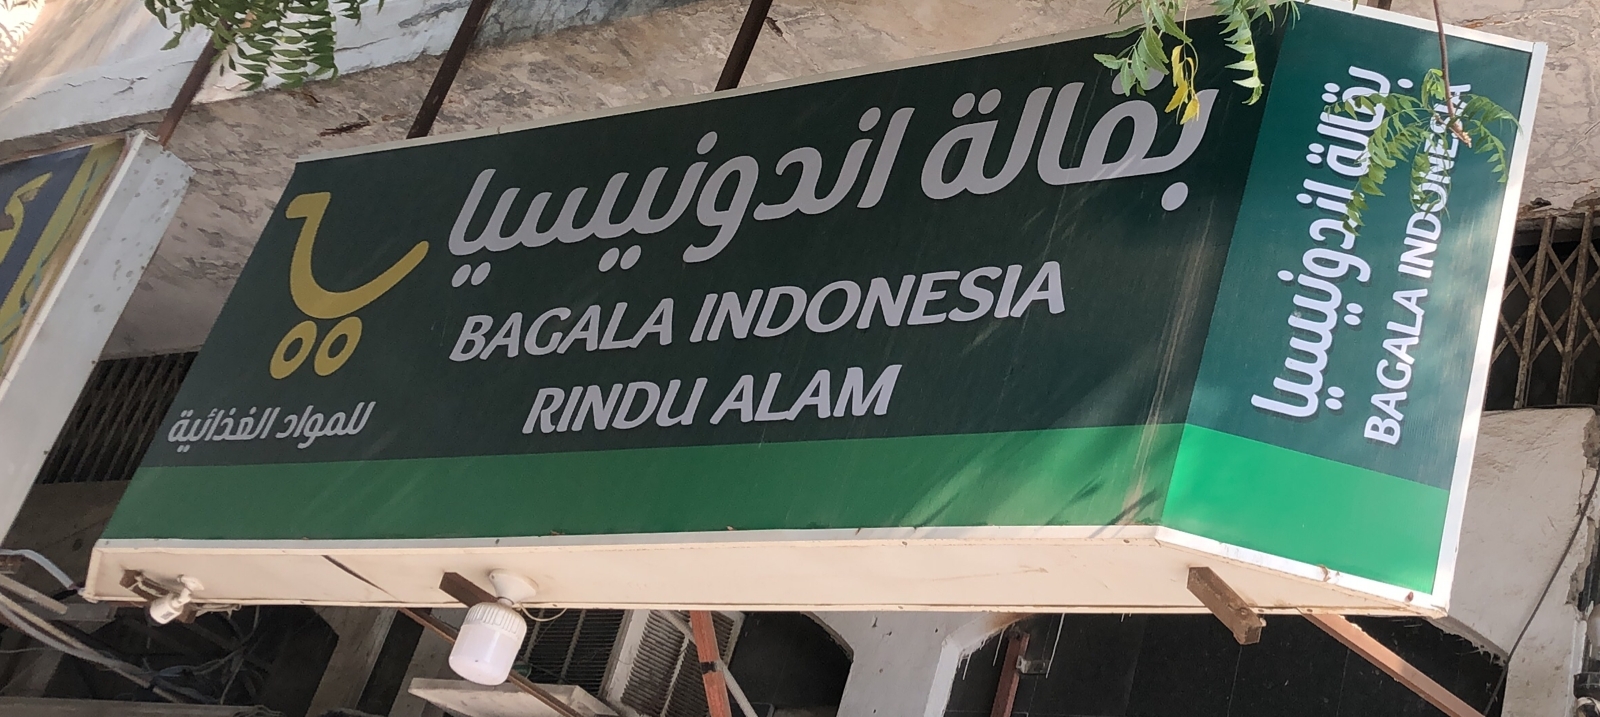 بقالة اندونيسيا
BAGALA INDONESIA
RINDU ALAM
للمواد الغذائية
بقالة اندونيسيا
BAGALA INDONESIA